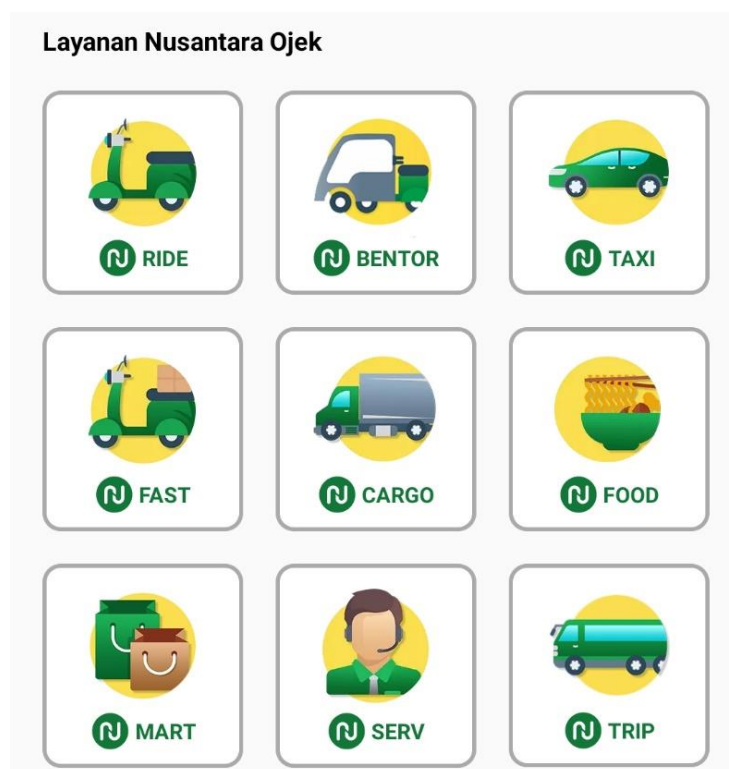 Layanan Nusantara Ojek
RIDE
BENTOR
TAXI
FAST
CARGO
FOOD
MART
SERV
TRIP